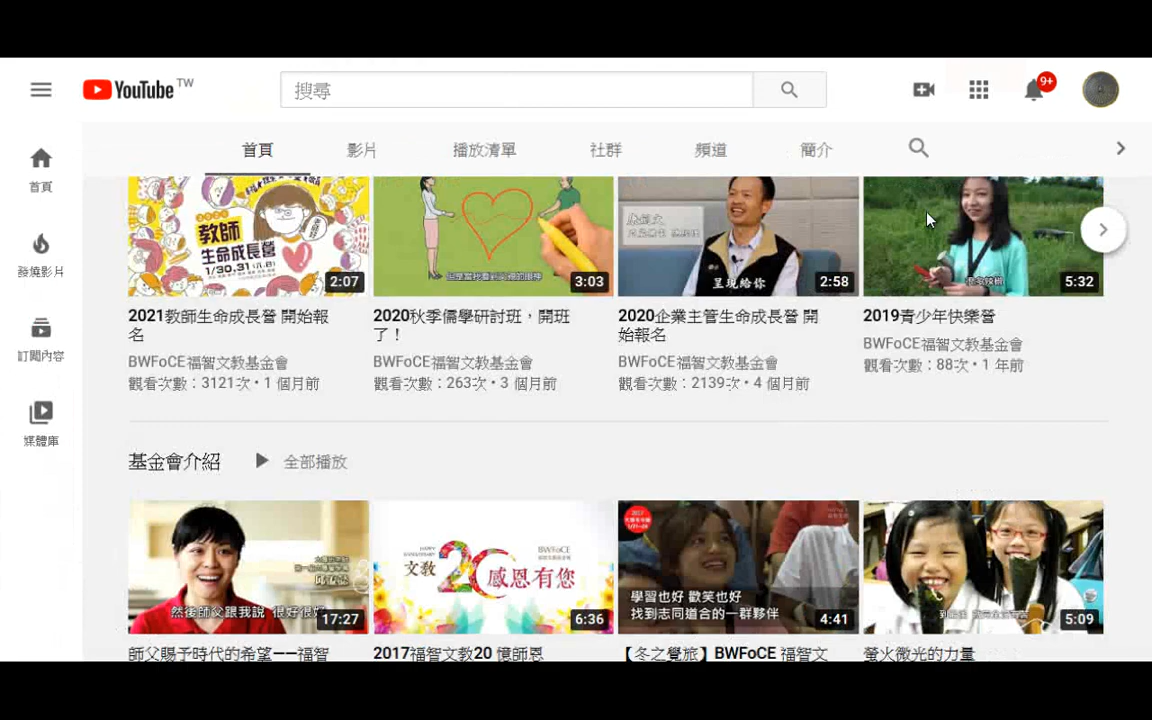 YouTube TW
搜尋
9+
首頁
影片
播放清單
社群
頻道
簡介
首頁
發燒影片
訂閱內容
媒體庫
2020
教師
生命成長營
1/30.31
2:07
3:03
呈現給你
2:58
5:32
2021教師生命成長營 開始報
名
BWFoCE福智文教基金會
觀看次數：3121次 • 1 個月前
2020秋季儒學研討班，開班
了！
BWFoCE福智文教基金會
觀看次數：263次 • 3 個月前
2020企業主管生命成長營 開
始報名
BWFoCE福智文教基金會
觀看次數：2139次 • 4 個月前
2019青少年快樂營
BWFoCE福智文教基金會
觀看次數：88次 • 1 年前
基金會介紹
全部播放
然後師父跟我說 很好很好
17:27
BWFoCE
文教 20 感恩有您
6:36
學習也好 歡笑也好
找到志同道合的一群夥伴
4:41
5:09
師父賜予時代的希望——福智
2017福智文教20 憶師恩
【冬之覺旅】BWFoCE 福智文
螢火微光的力量